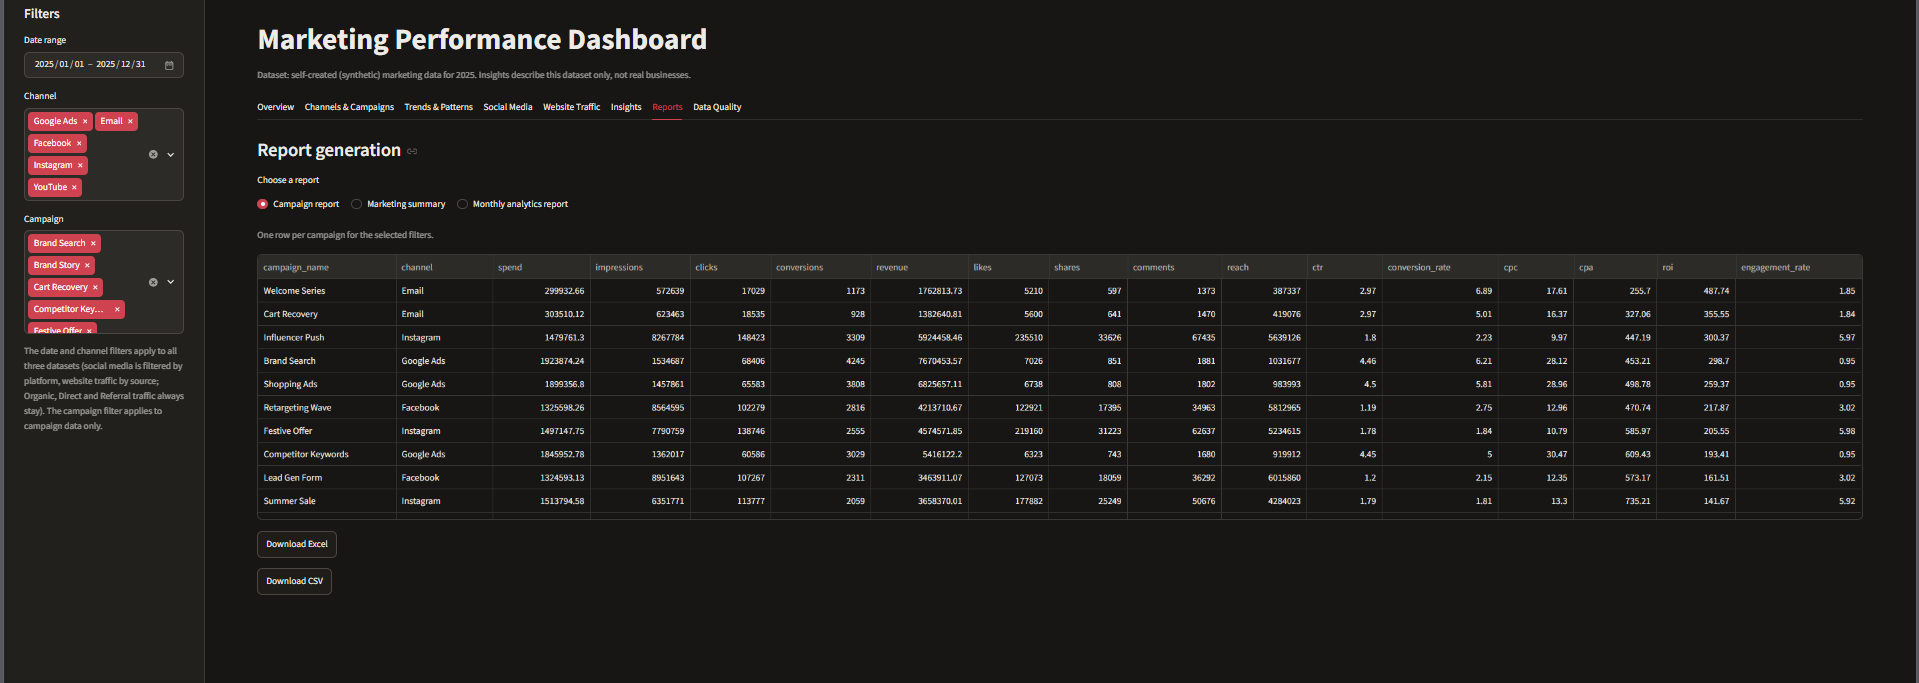 Filters
Date range
2025/01/01 – 2025/12/31
Channel
Google Ads × Email ×
Facebook ×
Instagram ×
YouTube ×
Campaign
Brand Search ×
Brand Story ×
Cart Recovery ×
Competitor Key... ×
Festive Offer ×
The date and channel filters apply to all
three datasets (social media is filtered by
platform, website traffic by source;
Organic, Direct and Referral traffic always
stay). The campaign filter applies to
campaign data only.
Marketing Performance Dashboard
Dataset: self-created (synthetic) marketing data for 2025. Insights describe this dataset only, not real businesses.
Overview Channels & Campaigns Trends & Patterns Social Media Website Traffic Insights Reports Data Quality
Report generation
Choose a report
Campaign report Marketing summary Monthly analytics report
One row per campaign for the selected filters.
campaign_name channel spend impressions clicks conversions revenue likes shares comments reach ctr conversion_rate cpc cpa roi engagement_rate
Welcome Series Email 299932.66 572639 17029 1173 1762813.73 5210 597 1373 387337 2.97 6.89 17.61 255.7 487.74 1.85
Cart Recovery Email 303510.12 623463 18535 928 1382640.81 5600 641 1470 419076 2.97 5.01 16.37 327.06 355.55 1.84
Influencer Push Instagram 1479761.3 8267784 148423 3309 5924458.46 235510 33626 67435 5639126 1.8 2.23 9.97 447.19 300.37 5.97
Brand Search Google Ads 1923874.24 1534687 68406 4245 7670453.57 7026 851 1881 1031677 4.46 6.21 28.12 453.21 298.7 0.95
Shopping Ads Google Ads 1899356.8 1457861 65583 3808 6825657.11 6738 808 1802 983993 4.5 5.81 28.96 498.78 259.37 0.95
Retargeting Wave Facebook 1325598.26 8564595 102279 2816 4213710.67 122921 17395 34963 5812965 1.19 2.75 12.96 470.74 217.87 3.02
Festive Offer Instagram 1497147.75 7790759 138746 2555 4574571.85 219160 31223 62637 5234615 1.78 1.84 10.79 585.97 205.55 5.98
Competitor Keywords Google Ads 1845952.78 1362017 60586 3029 5416122.2 6323 743 1680 919912 4.45 5 30.47 609.43 193.41 0.95
Lead Gen Form Facebook 1324593.13 8951643 107267 2311 3463911.07 127073 18059 36292 6015860 1.2 2.15 12.35 573.17 161.51 3.02
Summer Sale Instagram 1513794.58 6351771 113777 2059 3658370.01 177882 25249 50676 4284023 1.79 1.81 13.3 735.21 141.67 5.92
Download Excel
Download CSV